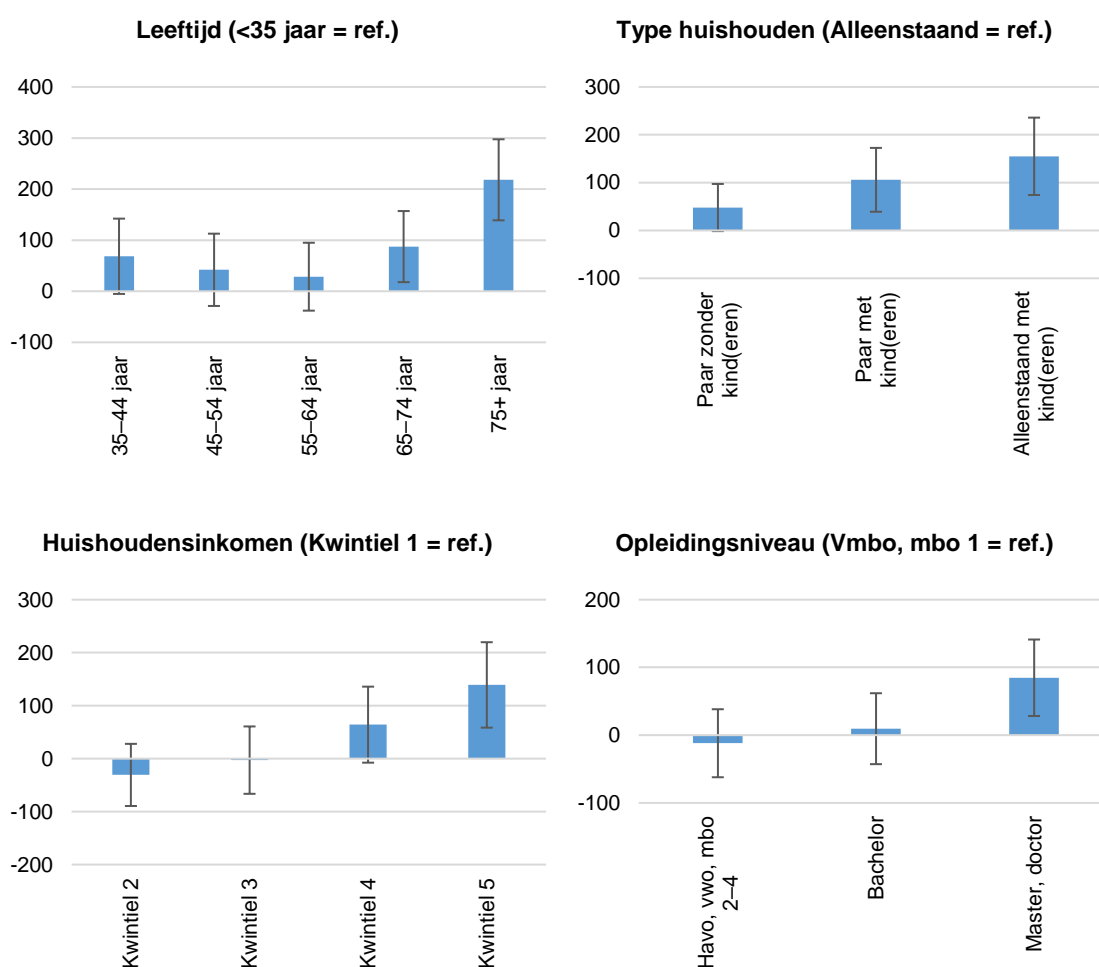 Leeftijd (<35 jaar = ref.)
400
300
200
100
0
-100
35–44 jaar
45–54 jaar
55–64 jaar
65–74 jaar
75+ jaar
Type huishouden (Alleenstaand = ref.)
300
200
100
0
-100
Paar zonder
kind(eren)
Paar met
kind(eren)
Alleenstaand met
kind(eren)
Huishoudensinkomen (Kwintiel 1 = ref.)
300
200
100
0
-100
-200
Kwintiel 2
Kwintiel 3
Kwintiel 4
Kwintiel 5
Opleidingsniveau (Vmbo, mbo 1 = ref.)
200
100
0
-100
Havo, vwo, mbo
2–4
Bachelor
Master, doctor